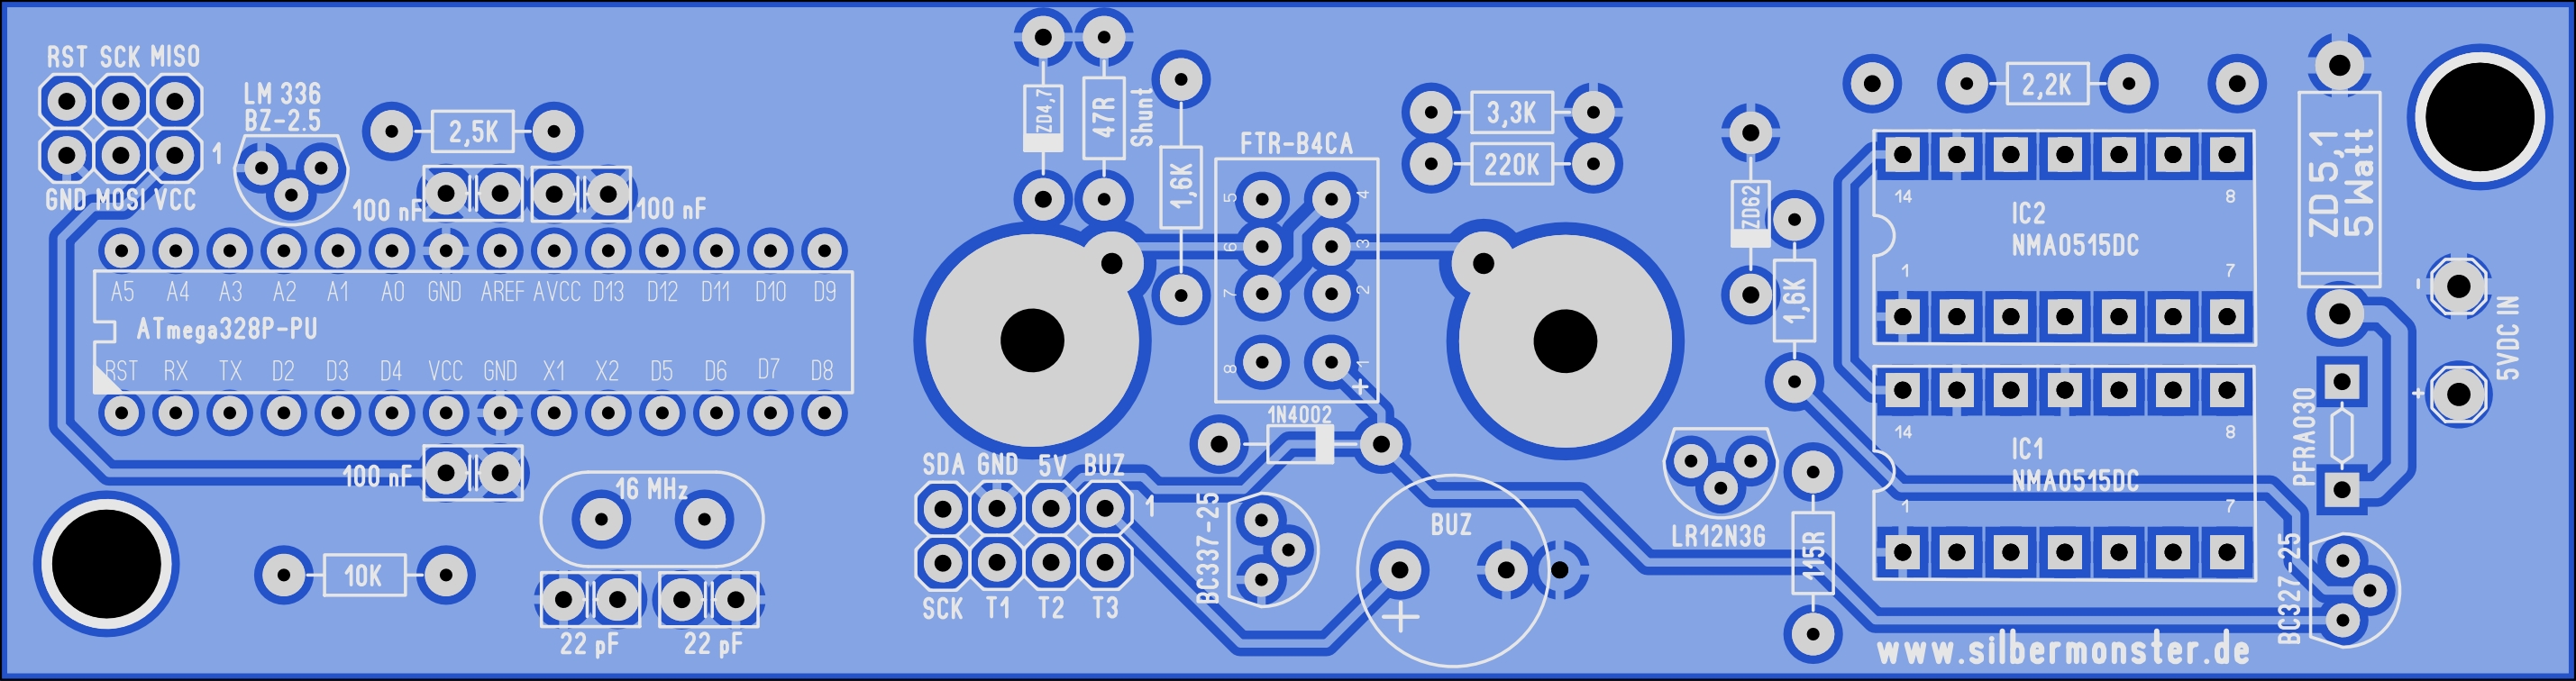 RST SCK MISO
1
GND MOSI VCC
LM 336
BZ-2.5
2,5K
100 nF
100 nF
A5 A4 A3 A2 A1 A0 GND AREF AVCC D13 D12 D11 D10 D9
ATmega328P-PU
RST RX TX D2 D3 D4 VCC GND X1 X2 D5 D6 D7 D8
100 nF
16 MHz
10K
22 pF
22 pF
ZD4,7
47R
Shunt
1,6K
FTR-B4CA
5
4
6
3
7
2
8
1
+
1N4002
3,3K
220K
SDA GND 5V BUZ
1
SCK T1 T2 T3
BC337-25
BUZ
+
ZD62
1,6K
LR12N3G
115R
2,2K
14
8
IC2
NMA0515DC
1
7
14
8
IC1
NMA0515DC
1
7
ZD 5,1
5 Watt
-
+
5VDC IN
PFRA030
BC327-25
www.silbermonster.de